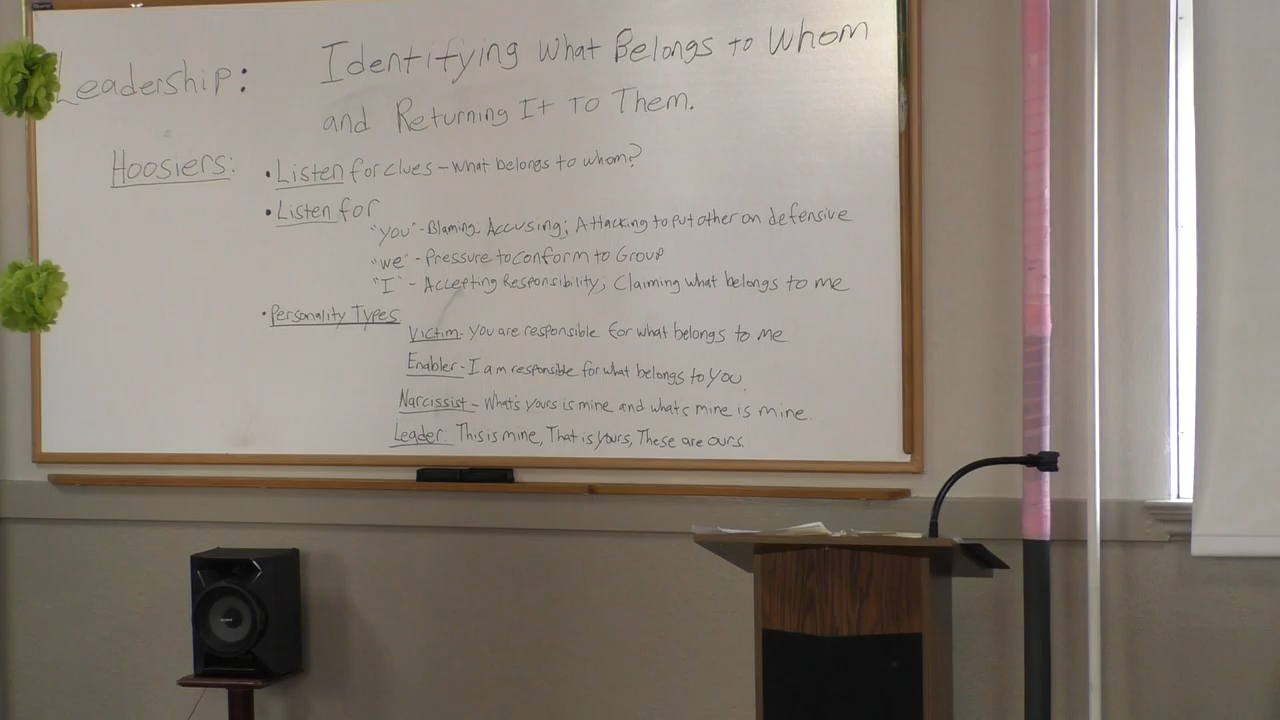 Leadership: Identifying What Belongs to Whom
and Returning It To Them.
Hoosiers: • Listen for clues – what belongs to whom?
• Listen for
"you" - Blaming: Accusing; Attacking to put other on defensive
"we" - Pressure to conform to Group
"I" - Accepting Responsibility; Claiming what belongs to me
• Personality Types
Victim - You are responsible for what belongs to me
Enabler - I am responsible for what belongs to you.
Narcissist - What's yours is mine and whats mine is mine.
Leader: This is mine, That is yours, These are ours.